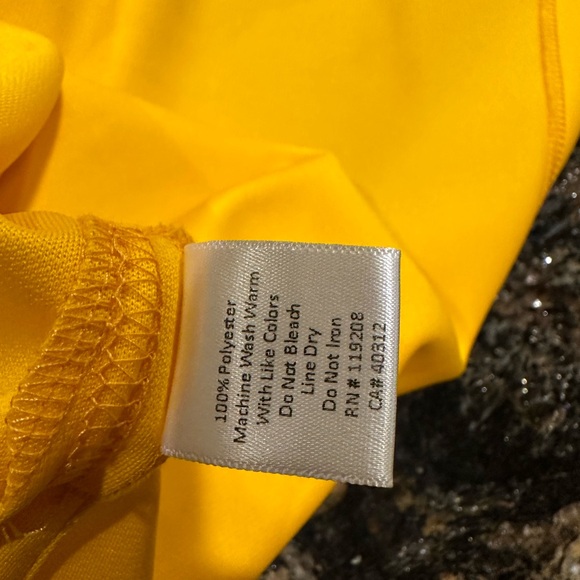 100% Polyester
Machine Wash Warm
With Like Colors
Do Not Bleach
Line Dry
Do Not Iron
RN# 119208
CA# 40312